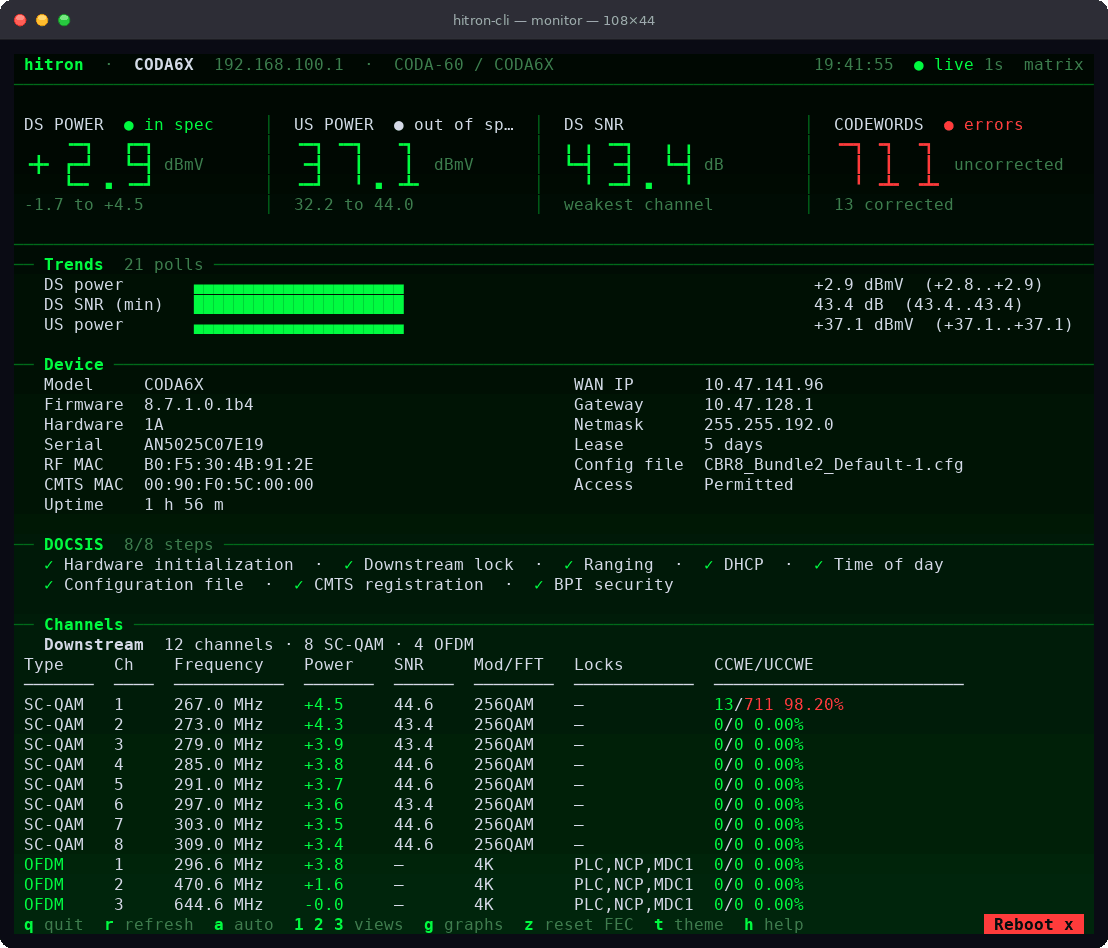 hitron-cli — monitor — 108×44
hitron · CODA6X 192.168.100.1 · CODA-60 / CODA6X 19:41:55 ● live 1s matrix
DS POWER ● in spec US POWER ● out of sp… DS SNR CODEWORDS ● errors
+2.9 dBmV 37.1 dBmV 43.4 dB 711 uncorrected
-1.7 to +4.5 32.2 to 44.0 weakest channel 13 corrected
Trends 21 polls
DS power +2.9 dBmV (+2.8..+2.9)
DS SNR (min) 43.4 dB (43.4..43.4)
US power +37.1 dBmV (+37.1..+37.1)
Device
Model CODA6X WAN IP 10.47.141.96
Firmware 8.7.1.0.1b4 Gateway 10.47.128.1
Hardware 1A Netmask 255.255.192.0
Serial AN5025C07E19 Lease 5 days
RF MAC B0:F5:30:4B:91:2E Config file CBR8_Bundle2_Default-1.cfg
CMTS MAC 00:90:F0:5C:00:00 Access Permitted
Uptime 1 h 56 m
DOCSIS 8/8 steps
✓ Hardware initialization · ✓ Downstream lock · ✓ Ranging · ✓ DHCP · ✓ Time of day
✓ Configuration file · ✓ CMTS registration · ✓ BPI security
Channels
Downstream 12 channels · 8 SC-QAM · 4 OFDM
Type Ch Frequency Power SNR Mod/FFT Locks CCWE/UCCWE
SC-QAM 1 267.0 MHz +4.5 44.6 256QAM — 13/711 98.20%
SC-QAM 2 273.0 MHz +4.3 43.4 256QAM — 0/0 0.00%
SC-QAM 3 279.0 MHz +3.9 43.4 256QAM — 0/0 0.00%
SC-QAM 4 285.0 MHz +3.8 44.6 256QAM — 0/0 0.00%
SC-QAM 5 291.0 MHz +3.7 44.6 256QAM — 0/0 0.00%
SC-QAM 6 297.0 MHz +3.6 43.4 256QAM — 0/0 0.00%
SC-QAM 7 303.0 MHz +3.5 44.6 256QAM — 0/0 0.00%
SC-QAM 8 309.0 MHz +3.4 44.6 256QAM — 0/0 0.00%
OFDM 1 296.6 MHz +3.8 — 4K PLC,NCP,MDC1 0/0 0.00%
OFDM 2 470.6 MHz +1.6 — 4K PLC,NCP,MDC1 0/0 0.00%
OFDM 3 644.6 MHz -0.0 — 4K PLC,NCP,MDC1 0/0 0.00%
q quit r refresh a auto 1 2 3 views g graphs z reset FEC t theme h help Reboot x